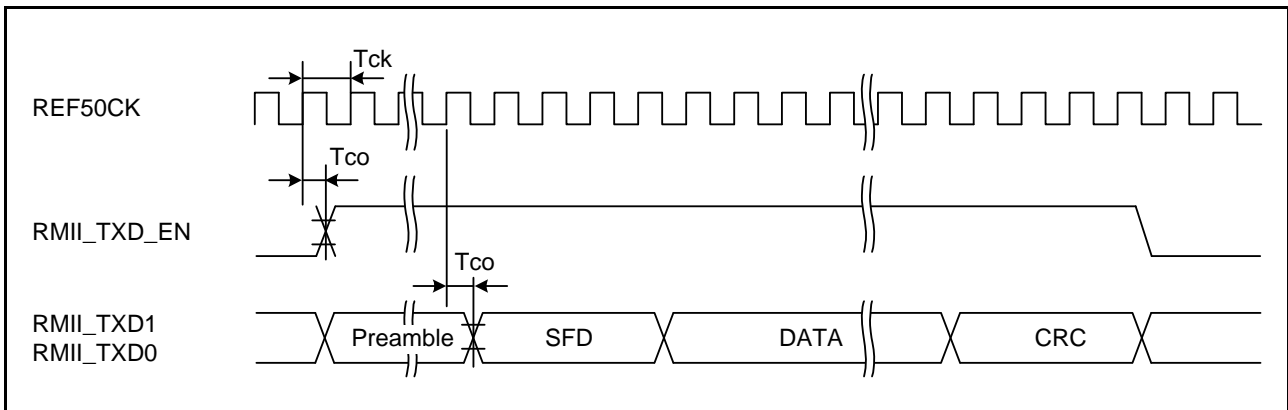 Tck
REF50CK
Tco
RMII_TXD_EN
Tco
RMII_TXD1
RMII_TXD0
Preamble
SFD
DATA
CRC